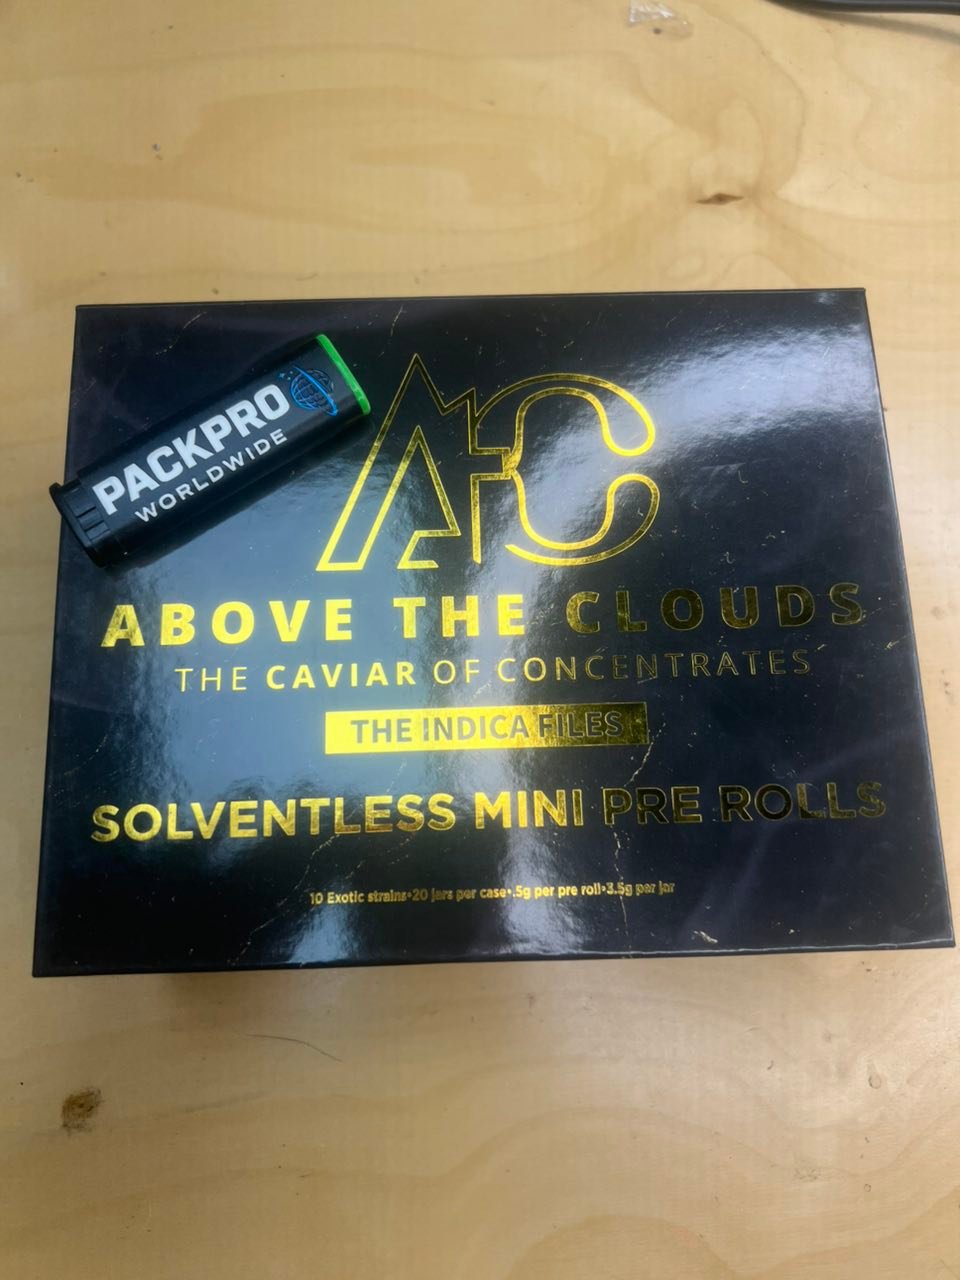 PACKPRO
WORLDWIDE
AC
ABOVE THE CLOUDS
THE CAVIAR OF CONCENTRATES
THE INDICA FILES
SOLVENTLESS MINI PRE ROLLS
10 Exotic strains•20 jars per case•.5g per pre roll•3.5g per jar